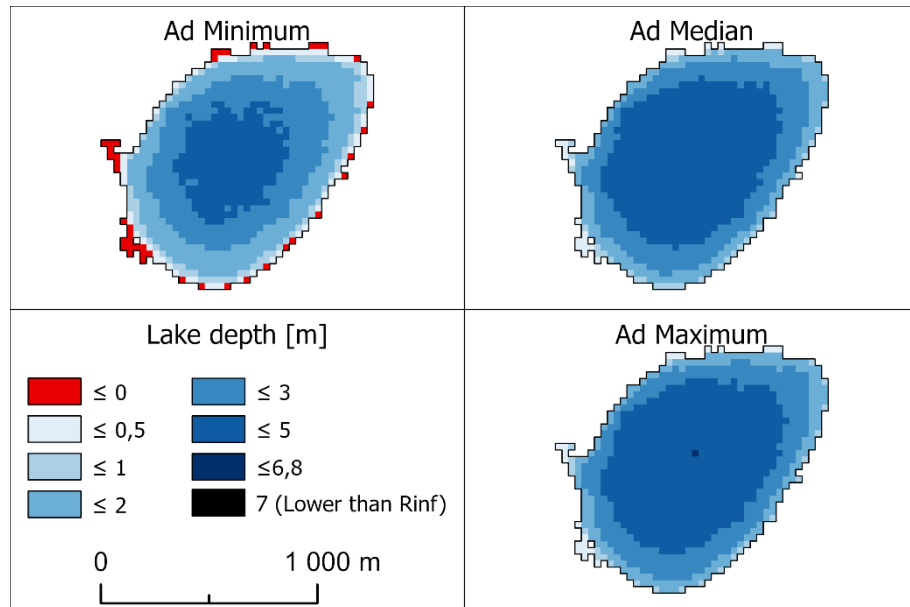 Ad Minimum
Ad Median
Lake depth [m]
≤ 0
≤ 0,5
≤ 1
≤ 2
≤ 3
≤ 5
≤6,8
7 (Lower than Rinf)
0 1 000 m
Ad Maximum